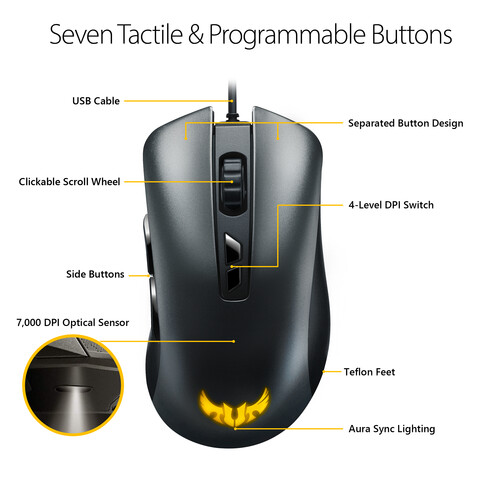 Seven Tactile & Programmable Buttons
USB Cable
Separated Button Design
Clickable Scroll Wheel
4-Level DPI Switch
Side Buttons
7,000 DPI Optical Sensor
Teflon Feet
Aura Sync Lighting